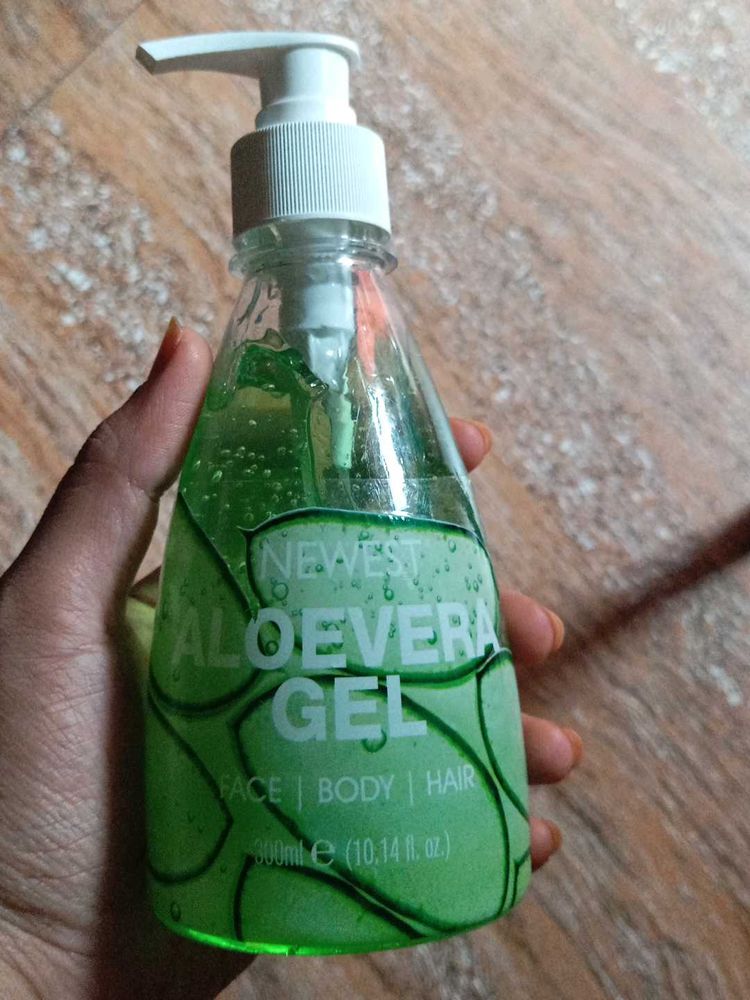 NEWEST
ALOEVERA
GEL
FACE | BODY | HAIR
300ml e (10.14 fl. oz.)